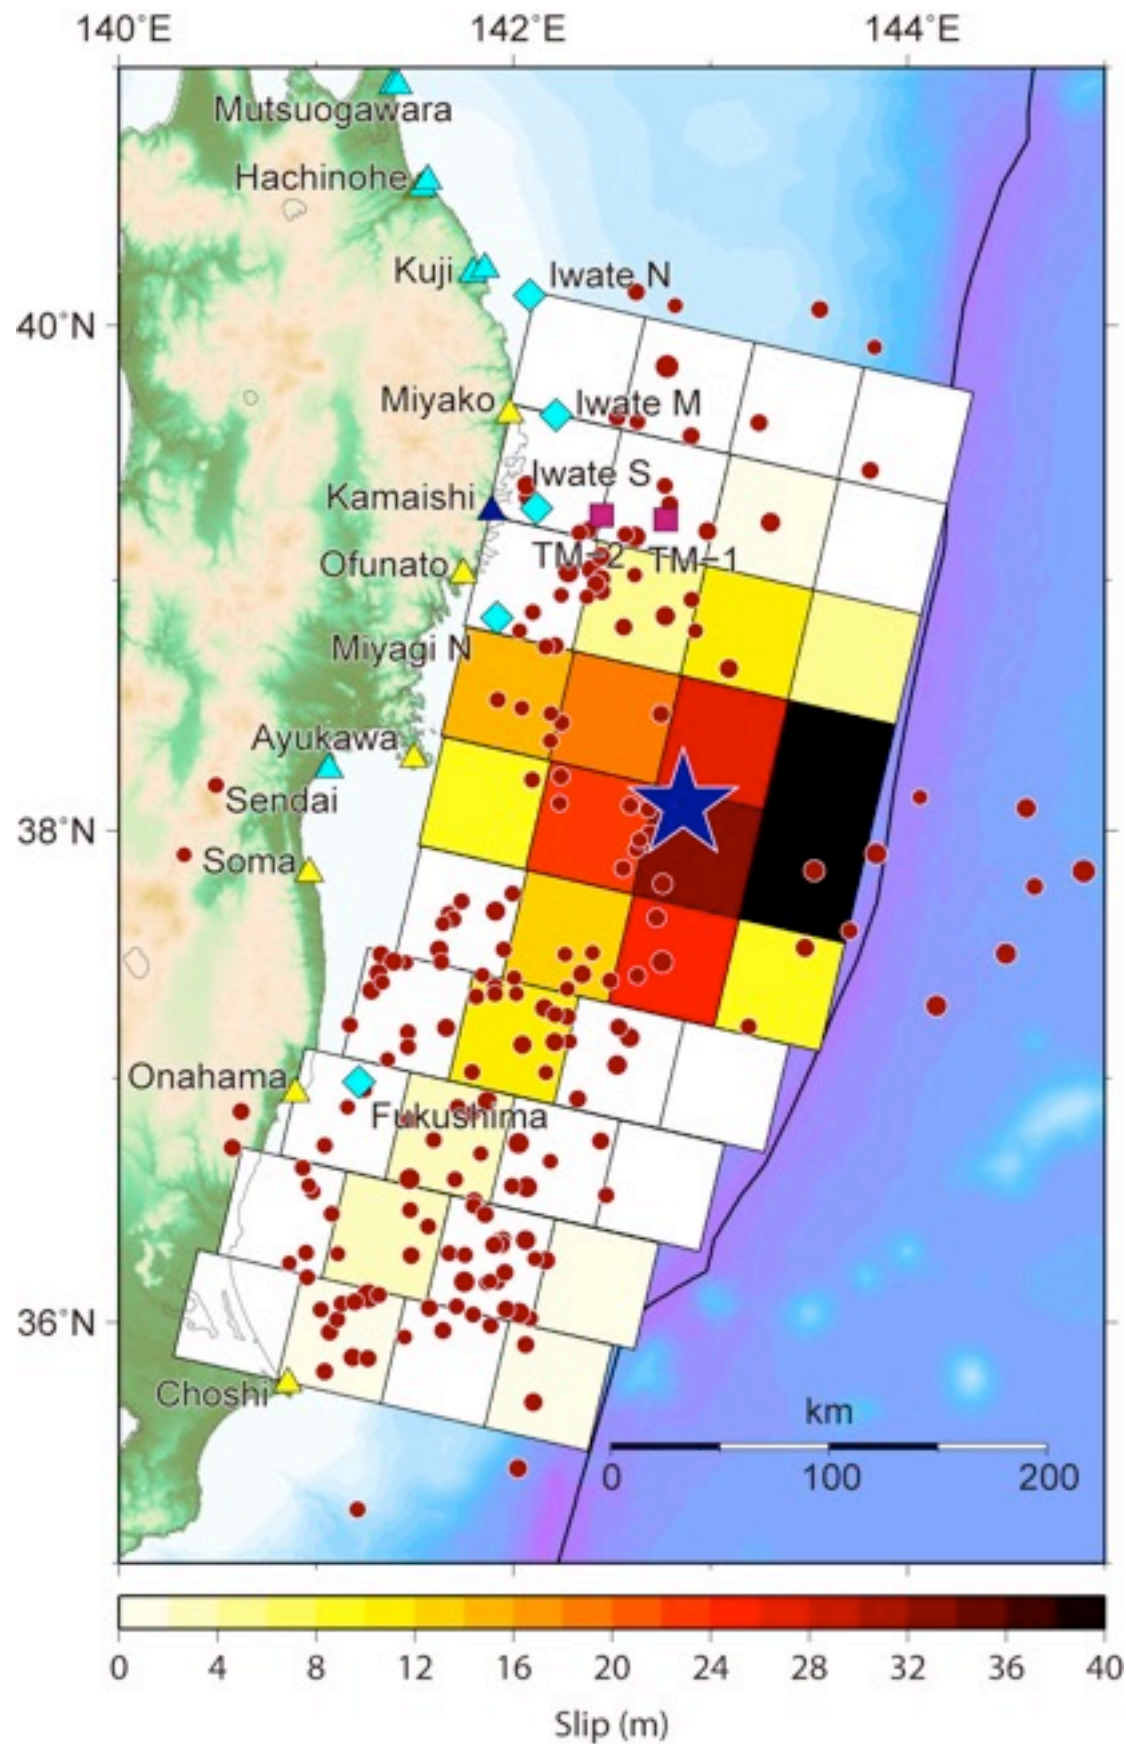 140˚E 142˚E 144˚E
Mutsuogawara
Hachinohe
Kuji
Iwate N
40˚N
Miyako
Iwate M
Iwate S
Kamaishi
TM-2 TM-1
Ofunato
Miyagi N
Ayukawa
Sendai
38˚N
Soma
Onahama
Fukushima
36˚N
Choshi
km
0 100 200
0 4 8 12 16 20 24 28 32 36 40
Slip (m)